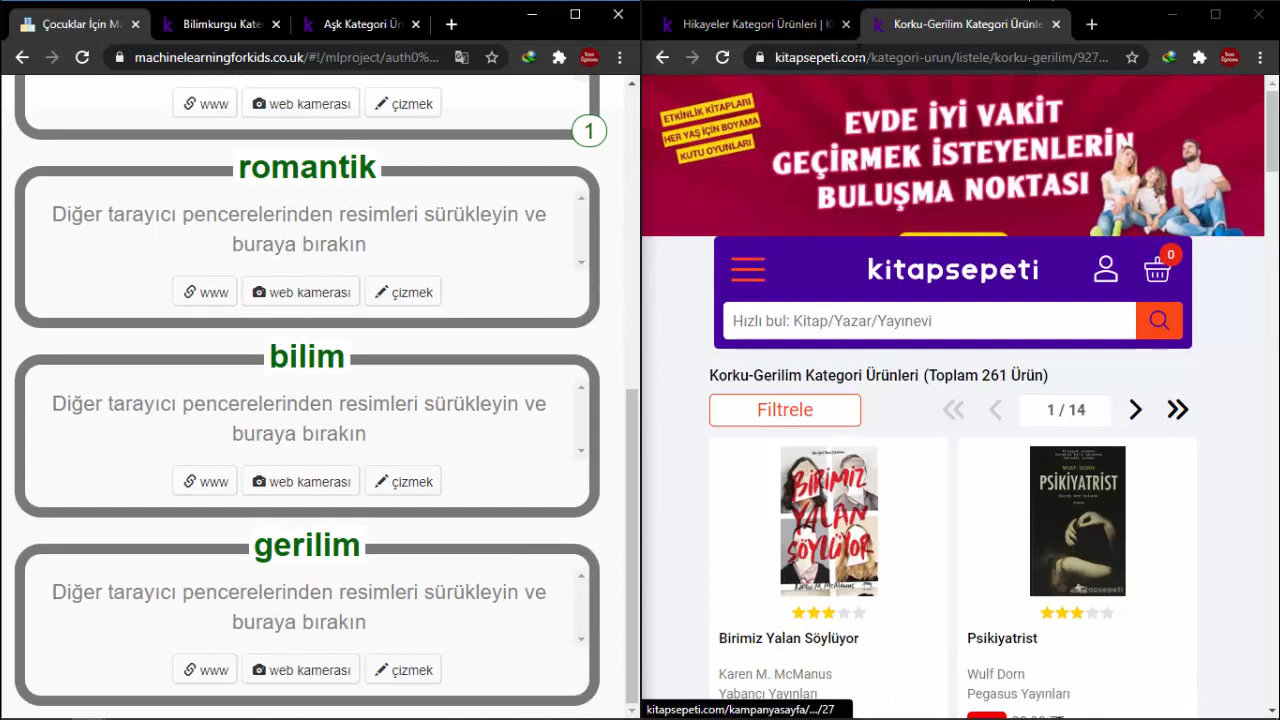 Çocuklar İçin M
Bilimkurgu Kate
Aşk Kategori Ür
machinelearningforkids.co.uk/#!/mlproject/auth0%...
www
web kamerası
çizmek
1
romantik
Diğer tarayıcı pencerelerinden resimleri sürükleyin ve
buraya bırakın
www
web kamerası
çizmek
bilim
Diğer tarayıcı pencerelerinden resimleri sürükleyin ve
buraya bırakın
www
web kamerası
çizmek
gerilim
Diğer tarayıcı pencerelerinden resimleri sürükleyin ve
buraya bırakın
www
web kamerası
çizmek
Hikayeler Kategori Ürünleri | K
Korku-Gerilim Kategori Ürünle
kitapsepeti.com/kategori-urun/listele/korku-gerilim/927...
ETKİNLİK KİTAPLARI
HER YAŞ İÇİN BOYAMA
KUTU OYUNLARI
EVDE İYİ VAKİT
GEÇİRMEK İSTEYENLERİN
BULUŞMA NOKTASI
kitapsepeti
0
Hızlı bul: Kitap/Yazar/Yayınevi
Korku-Gerilim Kategori Ürünleri (Toplam 261 Ürün)
Filtrele
1 / 14
BİRİMİZ
YALAN
SÖYLÜYOR
Karen M. McManus
WULF DORN
PSİKİYATRİST
kitapsepeti
Birimiz Yalan Söylüyor
Psikiyatrist
Karen M. McManus
Wulf Dorn
Yabancı Yayınları
Pegasus Yayınları
kitapsepeti.com/kampanyasayfa/.../27